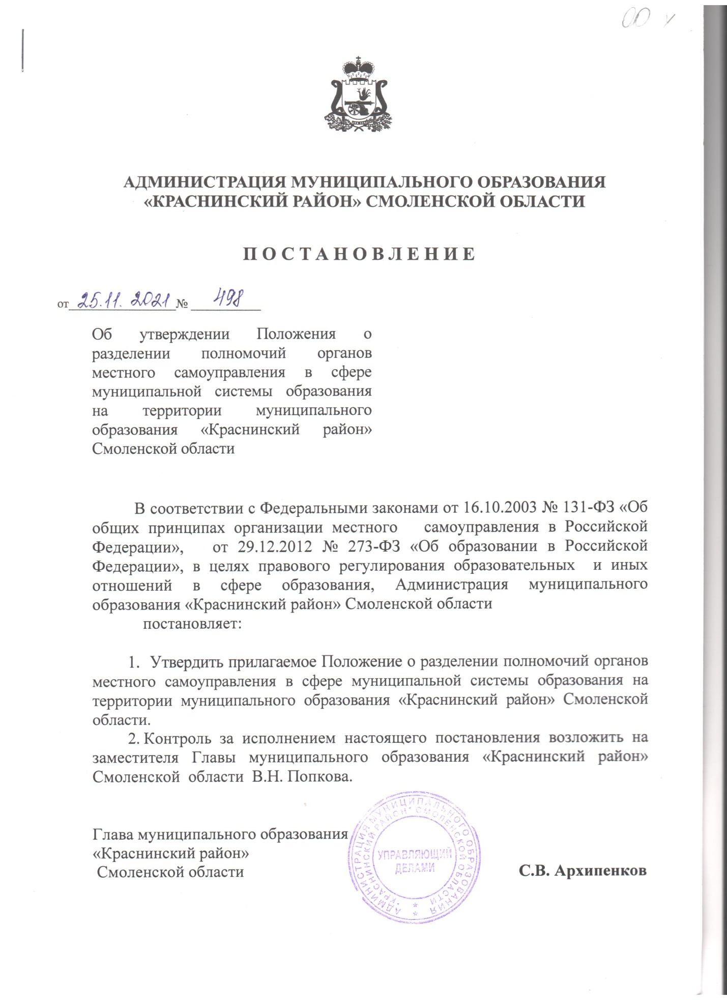 АДМИНИСТРАЦИЯ МУНИЦИПАЛЬНОГО ОБРАЗОВАНИЯ
«КРАСНИНСКИЙ РАЙОН» СМОЛЕНСКОЙ ОБЛАСТИ
П О С Т А Н О В Л Е Н И Е
от 25.11. 2021 № 498
Об утверждении Положения о
разделении полномочий органов
местного самоуправления в сфере
муниципальной системы образования
на территории муниципального
образования «Краснинский район»
Смоленской области
В соответствии с Федеральными законами от 16.10.2003 № 131-ФЗ «Об
общих принципах организации местного самоуправления в Российской
Федерации», от 29.12.2012 № 273-ФЗ «Об образовании в Российской
Федерации», в целях правового регулирования образовательных и иных
отношений в сфере образования, Администрация муниципального
образования «Краснинский район» Смоленской области
постановляет:
1. Утвердить прилагаемое Положение о разделении полномочий органов
местного самоуправления в сфере муниципальной системы образования на
территории муниципального образования «Краснинский район» Смоленской
области.
2. Контроль за исполнением настоящего постановления возложить на
заместителя Главы муниципального образования «Краснинский район»
Смоленской области В.Н. Попкова.
Глава муниципального образования
«Краснинский район»
Смоленской области С.В. Архипенков
АДМИНИСТРАЦИЯ МУНИЦИПАЛЬНОГО ОБРАЗОВАНИЯ
"КРАСНИНСКИЙ РАЙОН" СМОЛЕНСКОЙ ОБЛАСТИ
УПРАВЛЯЮЩИЙ
ДЕЛАМИ